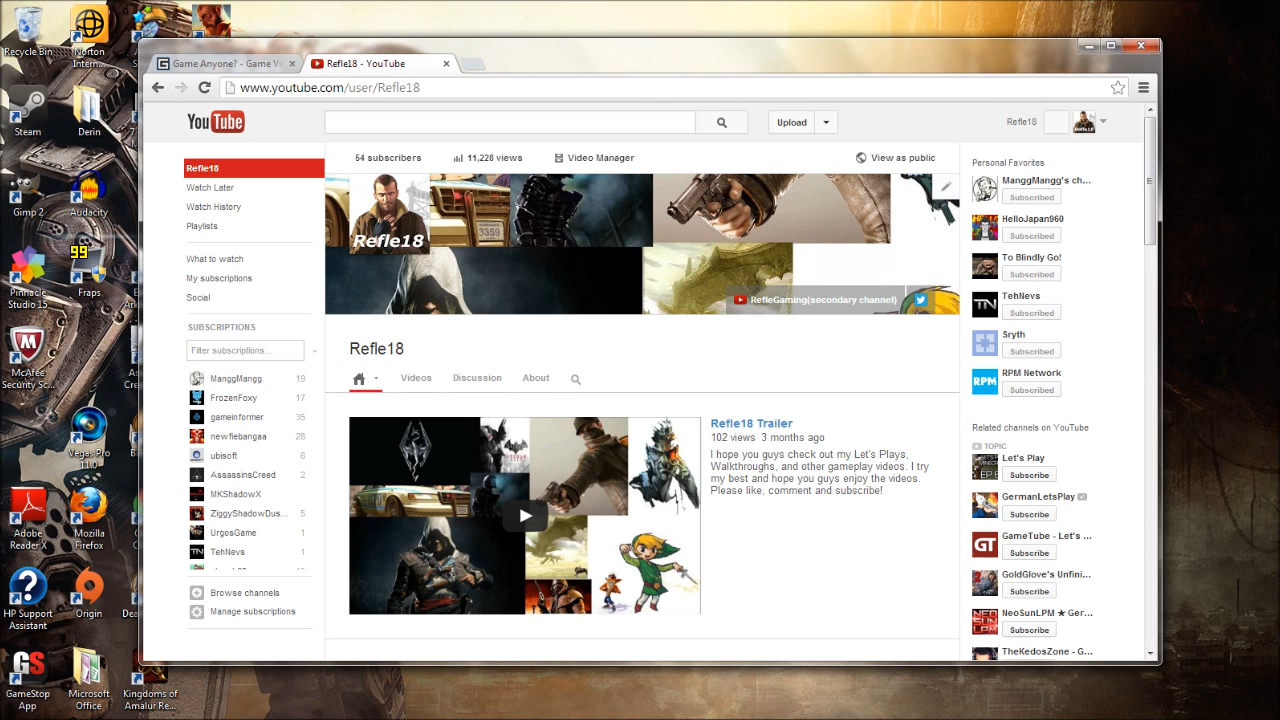 Recycle Bin
Norton
Intern...
Steam
Derin
Gimp 2
Audacity
99
Pinnacle
Studio 15
Fraps
McAfee
Security Sc...
Vegas Pro
11.0
Adobe
Reader X
Mozilla
Firefox
HP Support
Assistant
Origin
GameStop
App
Microsoft
Office
Kingdoms of
Amalur Re...
Game Anyone? - Game V
Refle18 - YouTube
www.youtube.com/user/Refle18
YouTube
Upload
Refle18
54 subscribers
11,228 views
Video Manager
View as public
Refle18
Watch Later
Watch History
Playlists
What to watch
My subscriptions
Social
SUBSCRIPTIONS
Filter subscriptions...
ManggMangg 19
FrozenFoxy 17
gameinformer 35
newfiebangaa 28
ubisoft 6
AssassinsCreed 2
MKShadowX
ZiggyShadowDus... 5
UrgosGame 1
TehNevs 1
Browse channels
Manage subscriptions
3359
Refle18
RefleGaming(secondary channel)
Refle18
Videos
Discussion
About
Refle18 Trailer
102 views 3 months ago
I hope you guys check out my Let's Plays,
Walkthroughs, and other gameplay videos. I try
my best and hope you guys enjoy the videos.
Please like, comment and subscribe!
Personal Favorites
ManggMangg's ch...
Subscribed
HelloJapan960
Subscribed
To Blindly Go!
Subscribed
TehNevs
Subscribed
Sryth
Subscribed
RPM
RPM Network
Subscribed
Related channels on YouTube
TOPIC
Let's Play
Subscribe
GermanLetsPlay
Subscribe
GT
GameTube - Let's ...
Subscribe
GoldGlove's Unfini...
Subscribe
NEO
SUN
LPM
NeoSunLPM ★ Ger...
Subscribe
TheKedosZone - G...